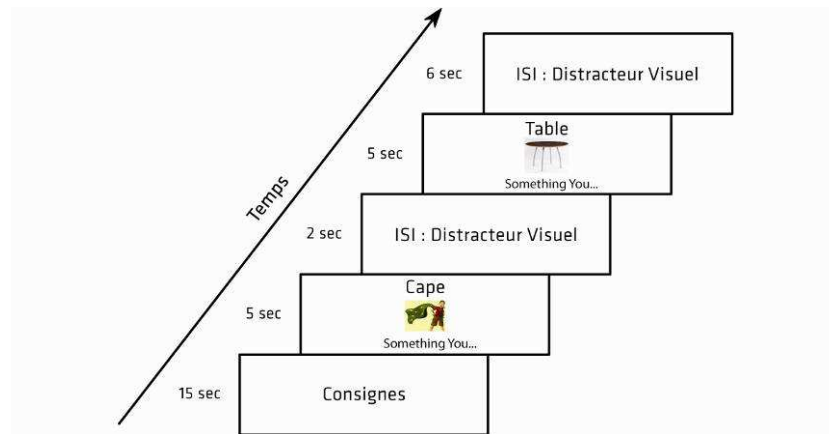 6 sec
ISI : Distracteur Visuel
5 sec
Table
Something You...
Temps
2 sec
ISI : Distracteur Visuel
5 sec
Cape
Something You...
15 sec
Consignes